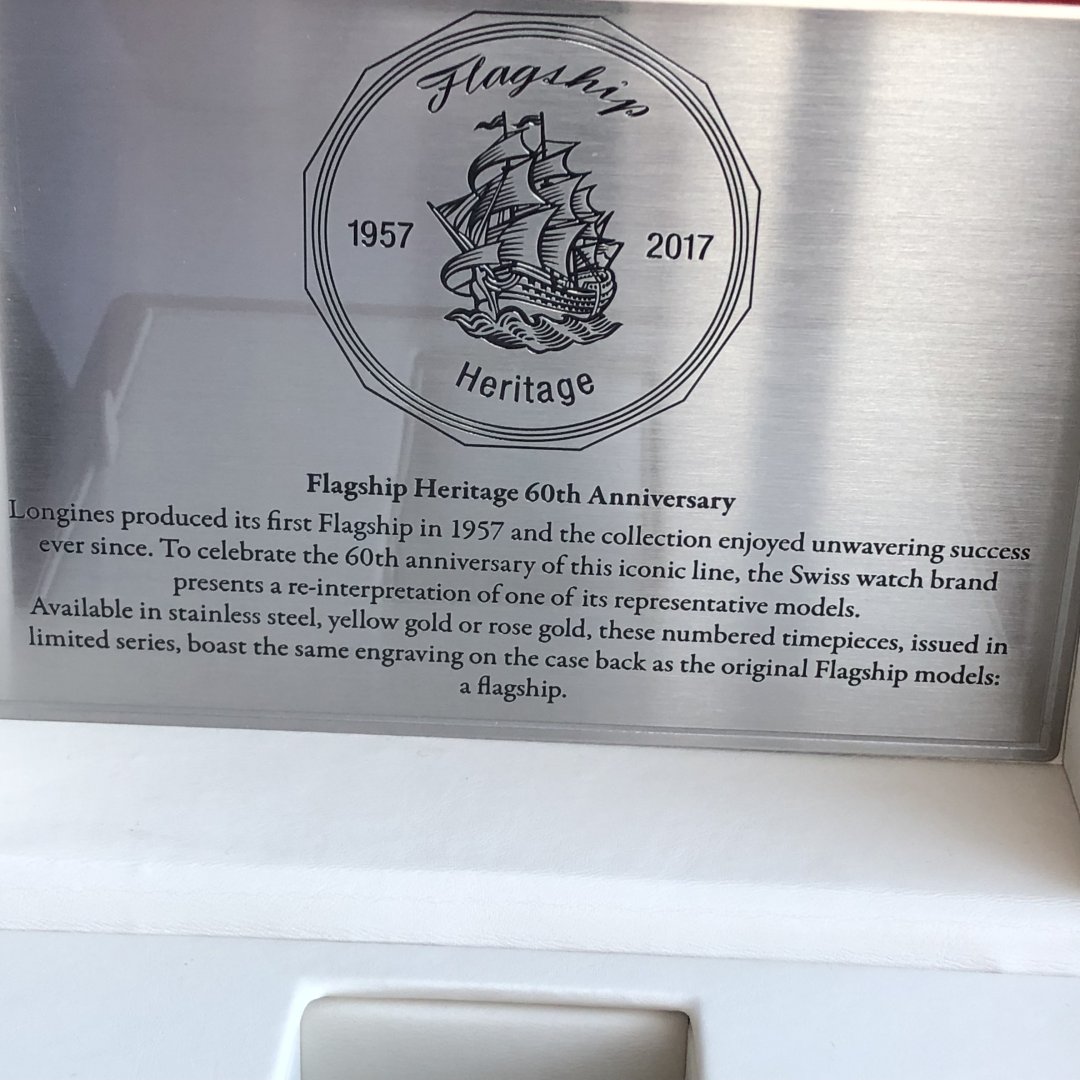 Flagship
1957 2017
Heritage
Flagship Heritage 60th Anniversary
Longines produced its first Flagship in 1957 and the collection enjoyed unwavering success
ever since. To celebrate the 60th anniversary of this iconic line, the Swiss watch brand
presents a re-interpretation of one of its representative models.
Available in stainless steel, yellow gold or rose gold, these numbered timepieces, issued in
limited series, boast the same engraving on the case back as the original Flagship models:
a flagship.